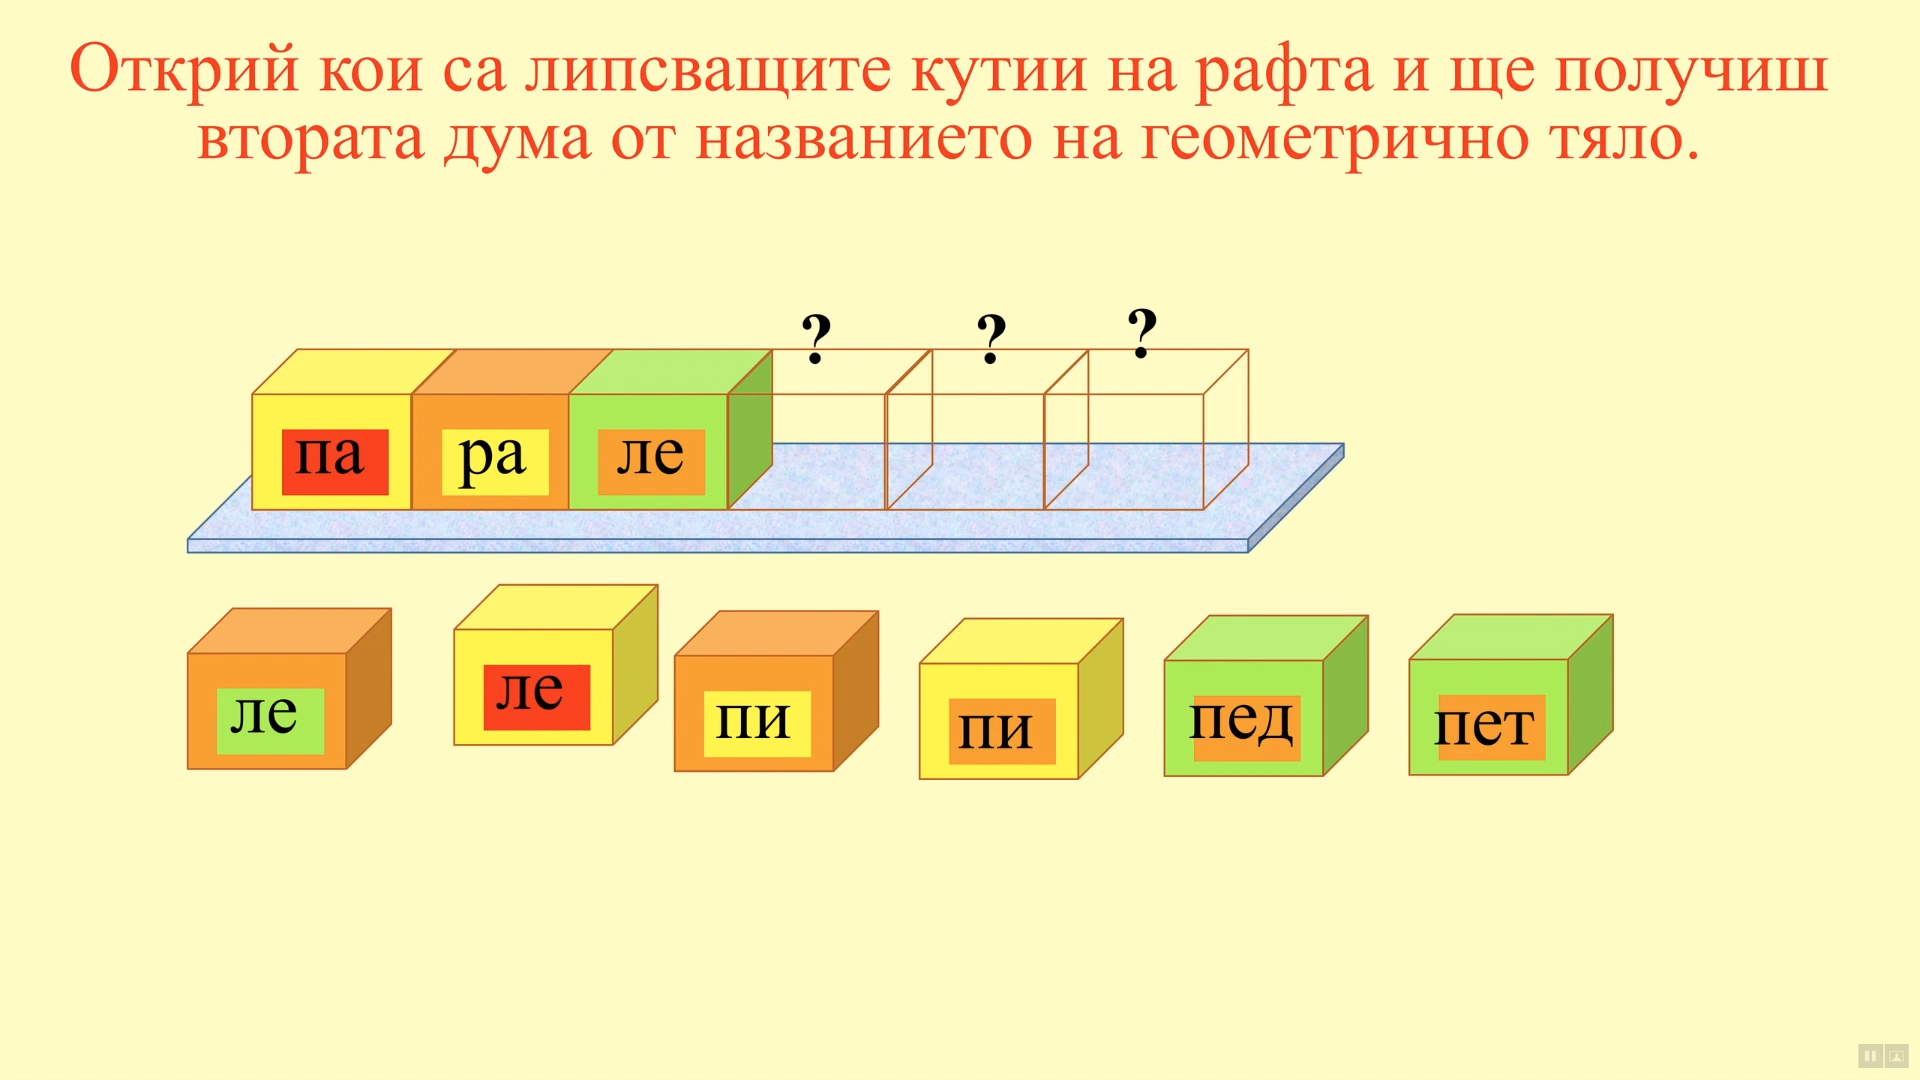 Открий кои са липсващите кутии на рафта и ще получиш
втората дума от названието на геометрично тяло.
? ? ?
па ра ле
ле ле пи пи пед пет